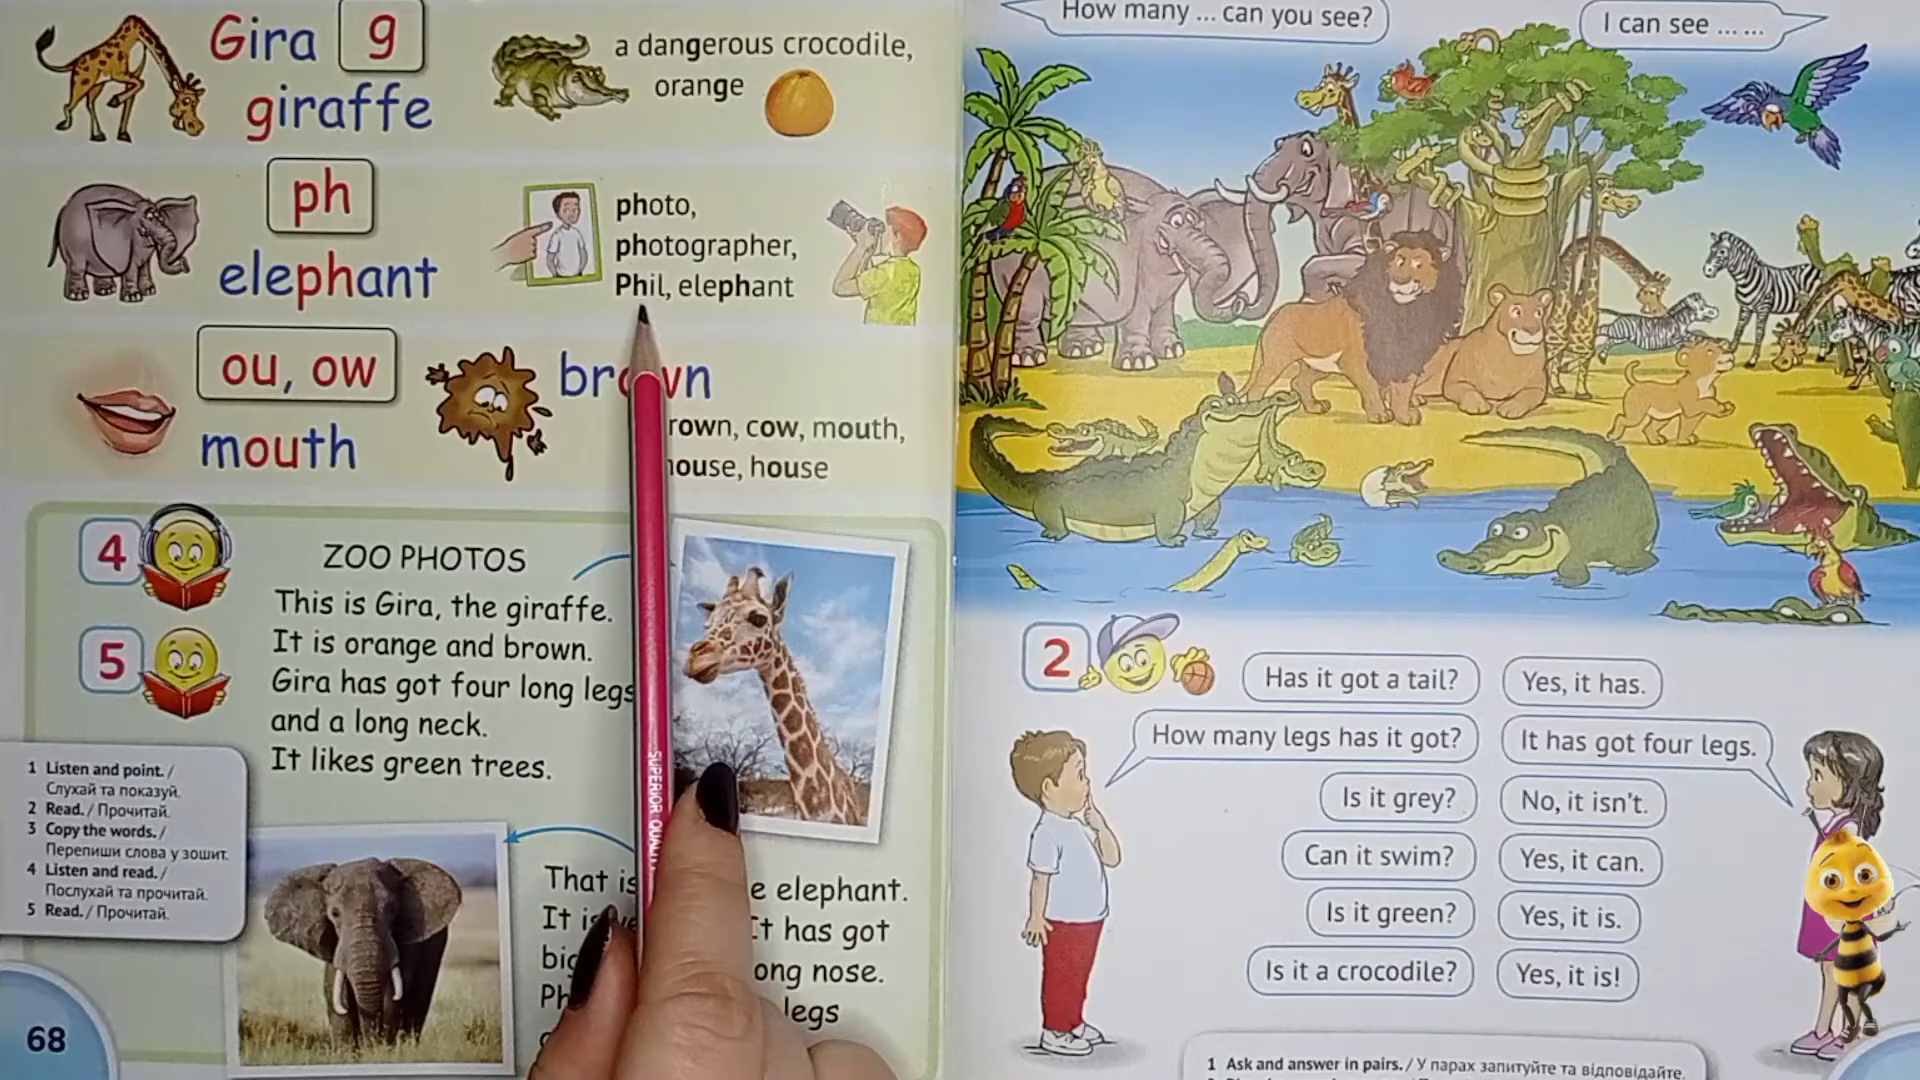 Gira g
giraffe
a dangerous crocodile,
orange
ph
elephant
photo,
photographer,
Phil, elephant
ou, ow
mouth
cow, mouth,
house
4
ZOO PHOTOS
This is Gira, the giraffe.
It is orange and brown.
Gira has got four long legs
and a long neck.
It likes green trees.
5
1 Listen and point. /
Слухай та показуй.
2 Read. / Прочитай.
3 Copy the words. /
Перепиши слова у зошит.
4 Listen and read. /
Послухай та прочитай.
5 Read. / Прочитай.
That is elephant.
It It has got
nose.
legs
68
SUPERIOR
How many ... can you see?
I can see ... ...
2
Has it got a tail?
Yes, it has.
How many legs has it got?
It has got four legs.
Is it grey?
No, it isn't.
Can it swim?
Yes, it can.
Is it green?
Yes, it is.
Is it a crocodile?
Yes, it is!
1 Ask and answer in pairs. / У парах запитуйте та відповідайте.